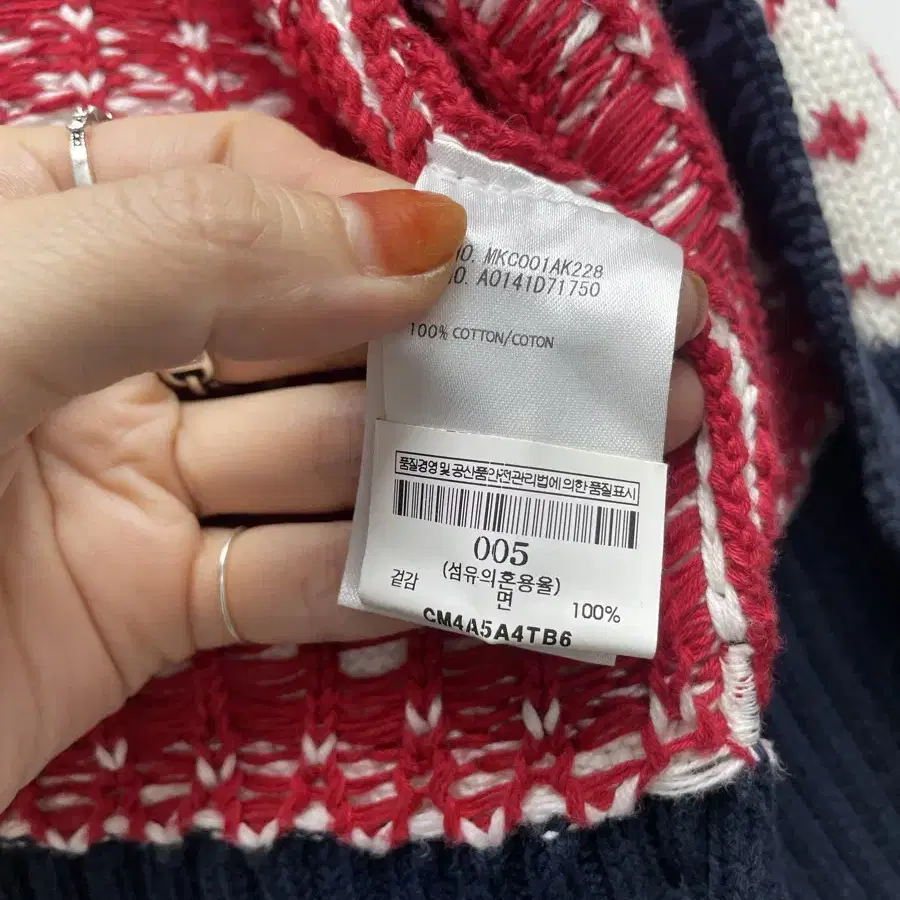 O. MKC001AK228
O. A0141D71750
100% COTTON/COTON
품질경영 및 공산품안전관리법에 의한 품질표시
005
(섬유의혼용율)
겉감 면 100%
CM4A5A4TB6